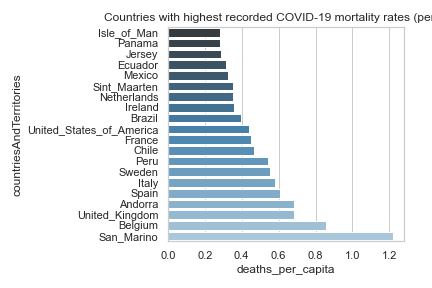 Countries with highest recorded COVID-19 mortality rates (per
Isle_of_Man
Panama
Jersey
Ecuador
Mexico
Sint_Maarten
Netherlands
Ireland
Brazil
United_States_of_America
France
Chile
Peru
Sweden
Italy
Spain
Andorra
United_Kingdom
Belgium
San_Marino
countriesAndTerritories
0.0 0.2 0.4 0.6 0.8 1.0 1.2
deaths_per_capita